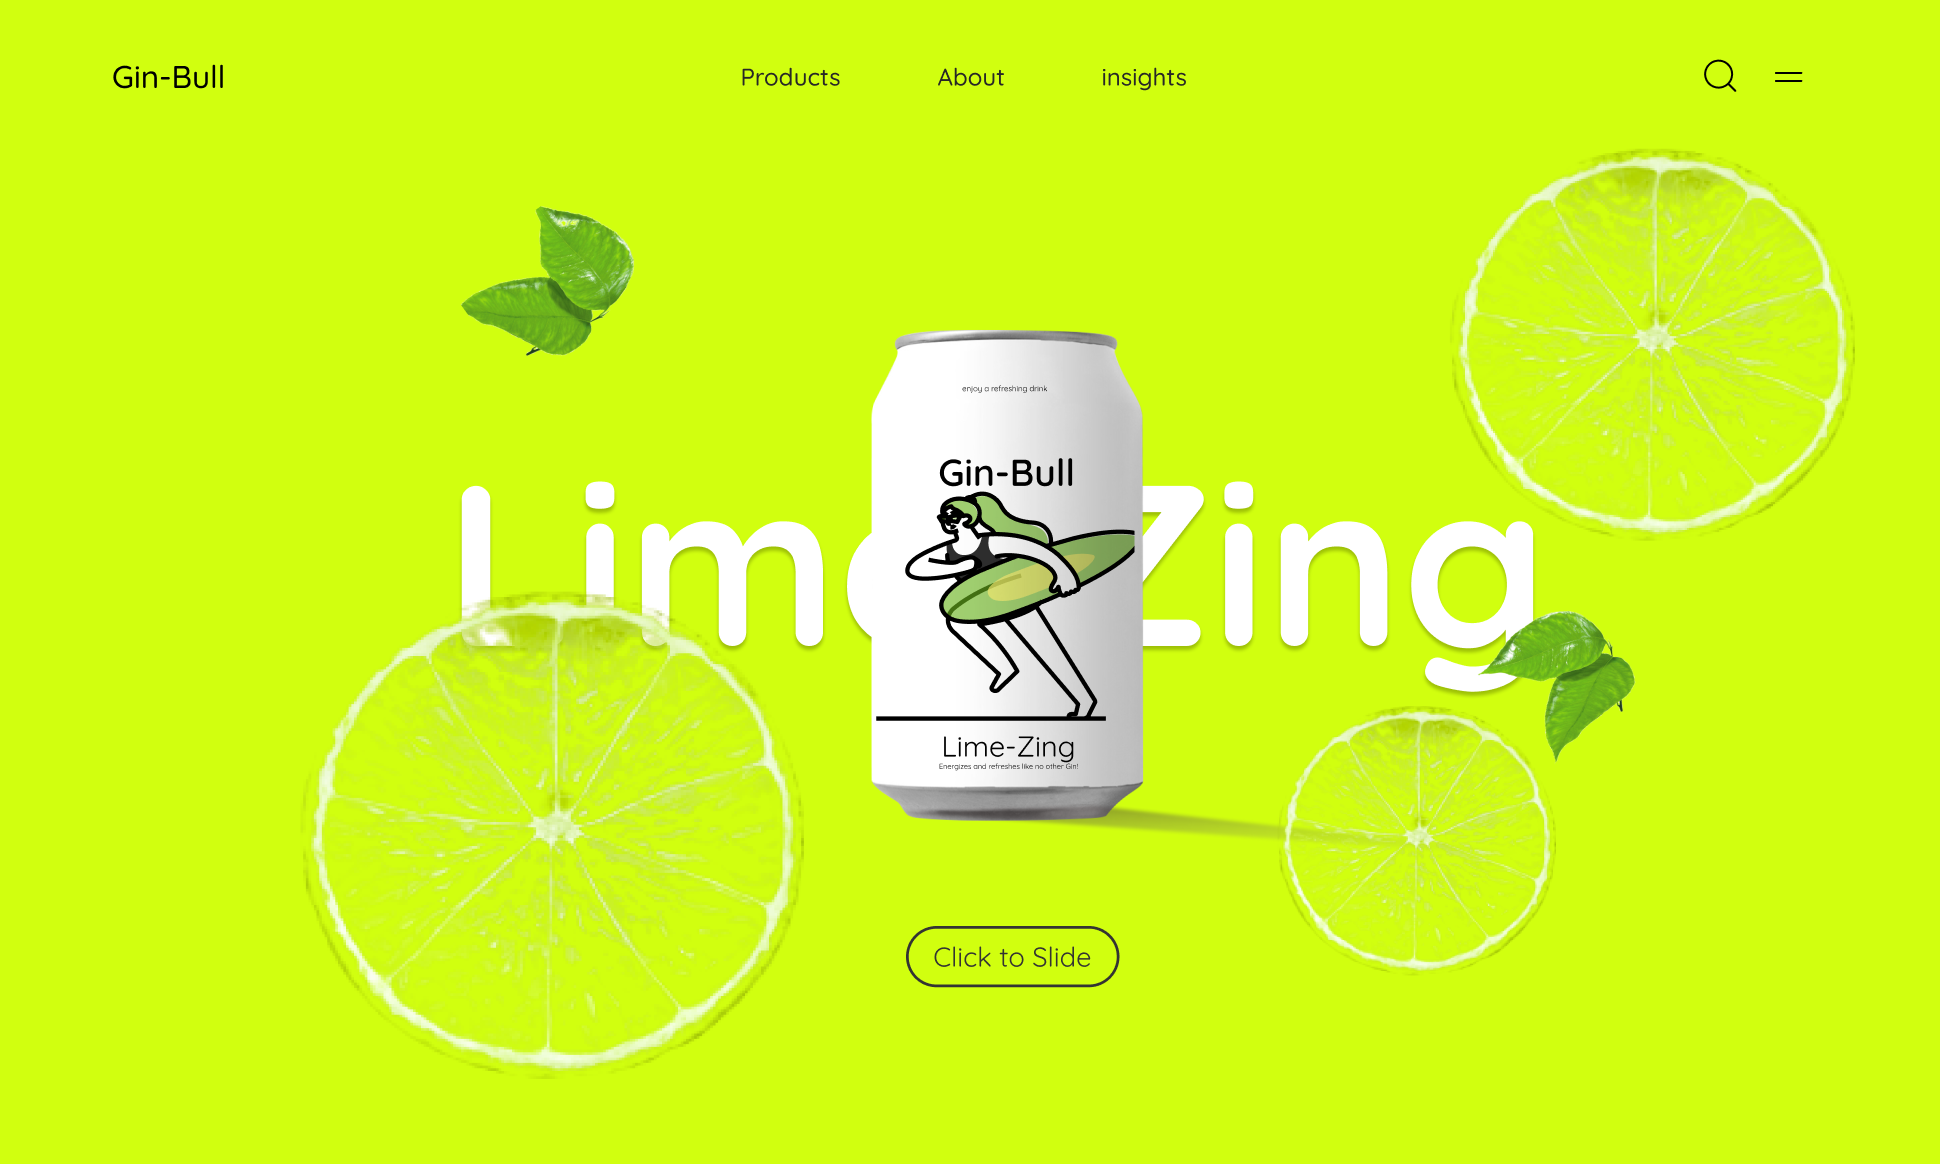 Gin-Bull
Products
About
insights
enjoy a refreshing drink
Gin-Bull
Lime Zing
Lime-Zing
Energizes and refreshes like no other Gin!
Click to Slide